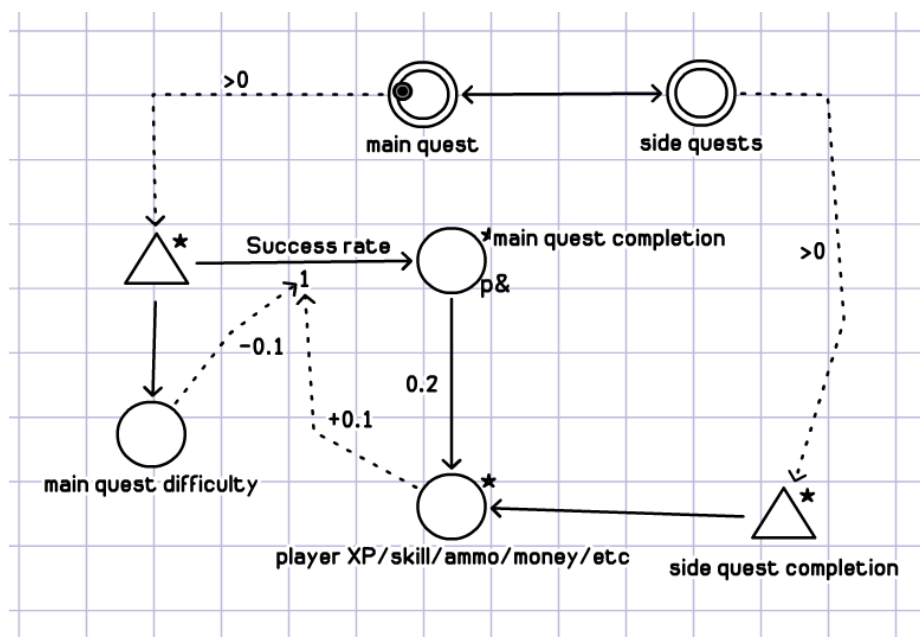 >0
main quest
side quests
Success rate
main quest completion
>0
1
p&
-0.1
0.2
+0.1
main quest difficulty
player XP/skill/ammo/money/etc
side quest completion